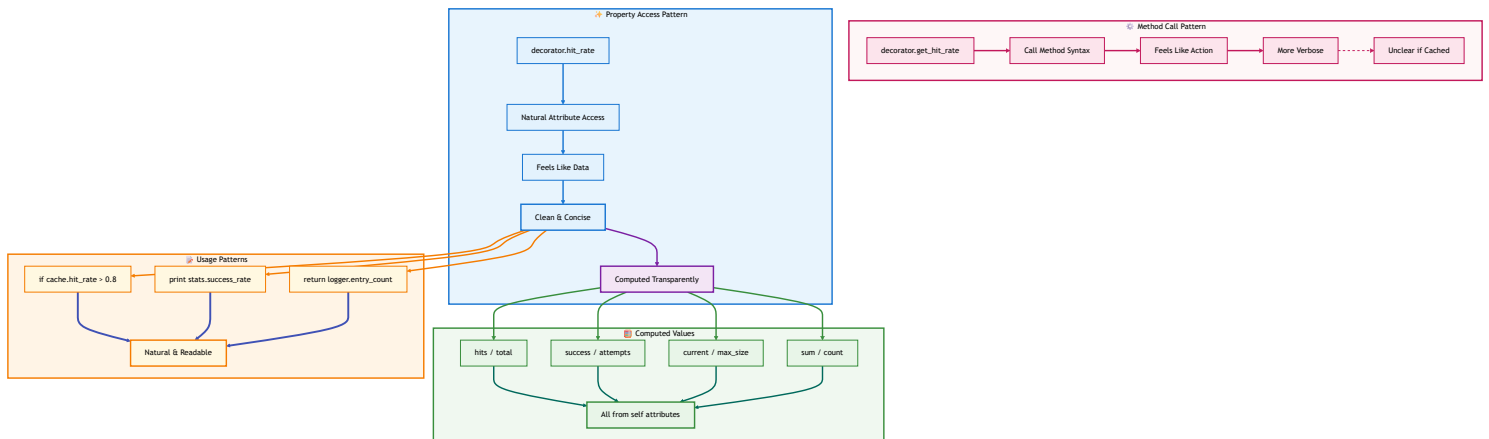 ✨ Property Access Pattern
decorator.hit_rate
Natural Attribute Access
Feels Like Data
Clean & Concise
Computed Transparently
⚙️ Method Call Pattern
decorator.get_hit_rate
Call Method Syntax
Feels Like Action
More Verbose
Unclear if Cached
📝 Usage Patterns
if cache.hit_rate > 0.8
print stats.success_rate
return logger.entry_count
Natural & Readable
🧮 Computed Values
hits / total
success / attempts
current / max_size
sum / count
All from self attributes